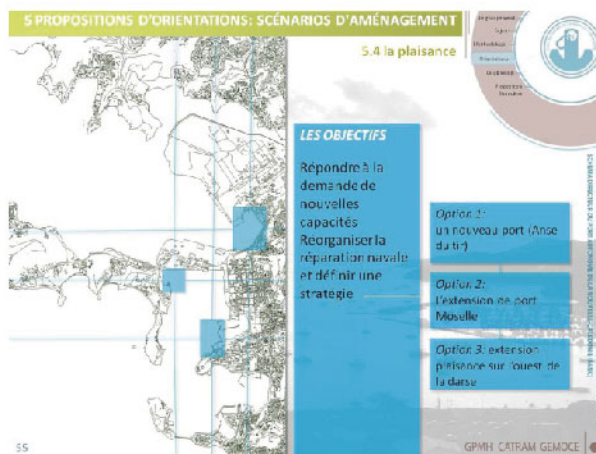 5 PROPOSITIONS D'ORIENTATIONS: SCÉNARIOS D'AMÉNAGEMENT
5.4 la plaisance
LES OBJECTIFS
Répondre à la
demande de
nouvelles
capacités
Réorganiser la
réparation navale
et définir une
stratégie
Option 1:
un nouveau port (Anse
du tir)
Option 2:
L'extension de port
Moselle
Option 3: extension
plaisance sur l'ouest de
la darse
55
GPMH CATRAM GEMOCE